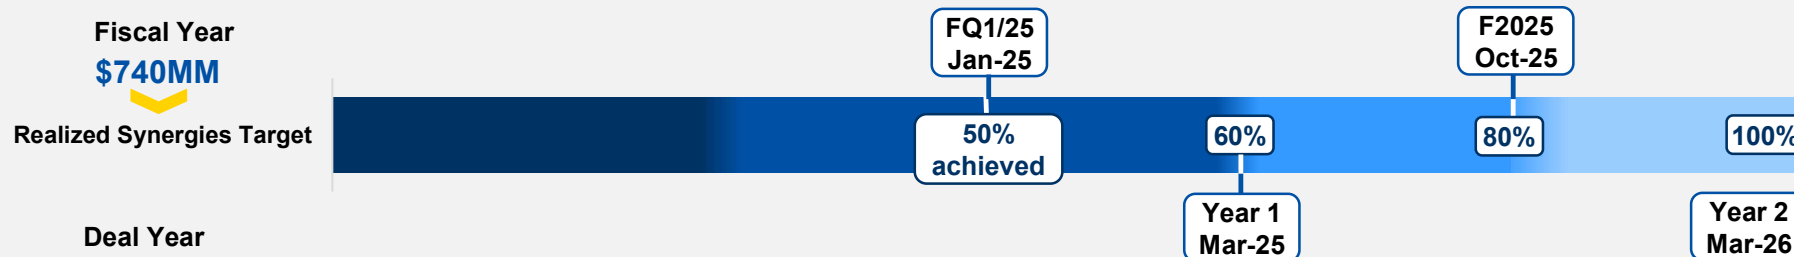 Fiscal Year
$740MM
Realized Synergies Target
Deal Year
FQ1/25
Jan-25
50%
achieved
60%
Year 1
Mar-25
F2025
Oct-25
80%
100%
Year 2
Mar-26